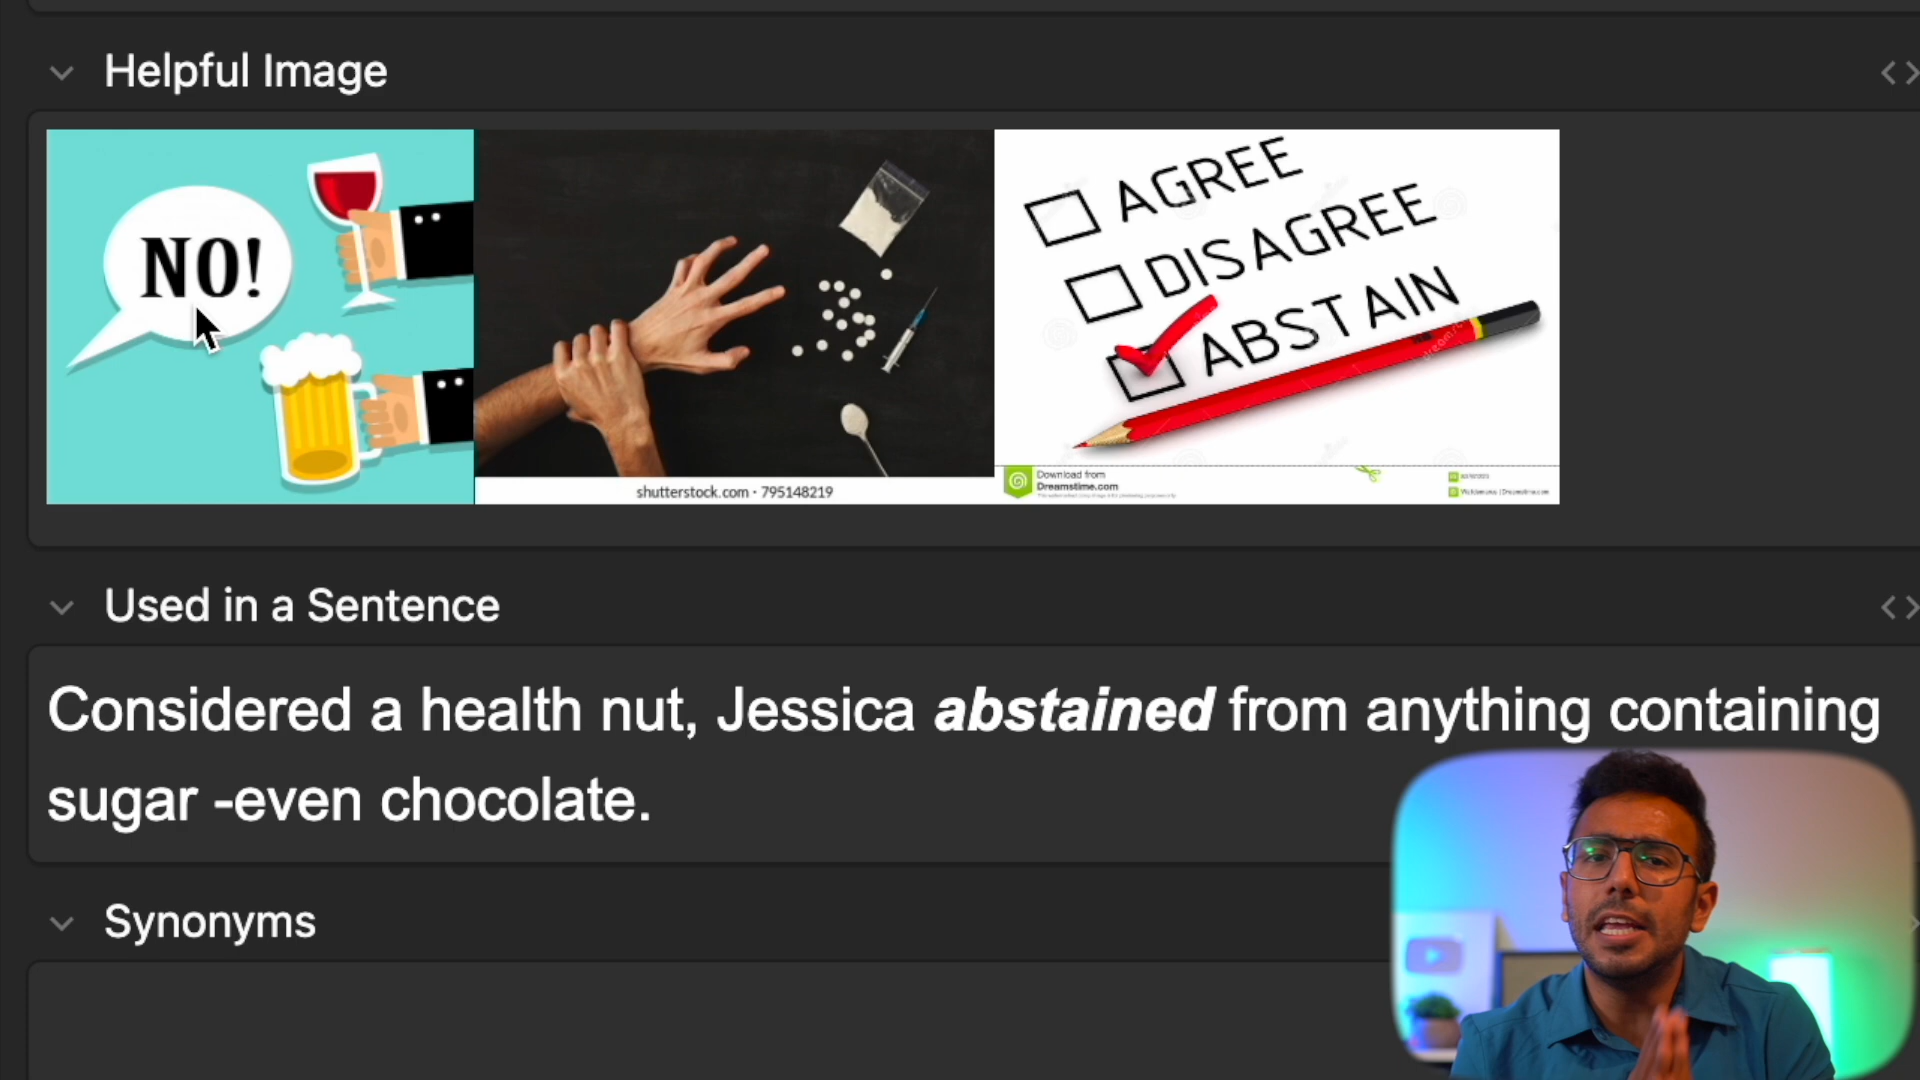 Helpful Image
NO!
shutterstock.com · 795148219
AGREE
DISAGREE
ABSTAIN
Download from
Dreamstime.com
Used in a Sentence
Considered a health nut, Jessica abstained from anything containing
sugar -even chocolate.
Synonyms